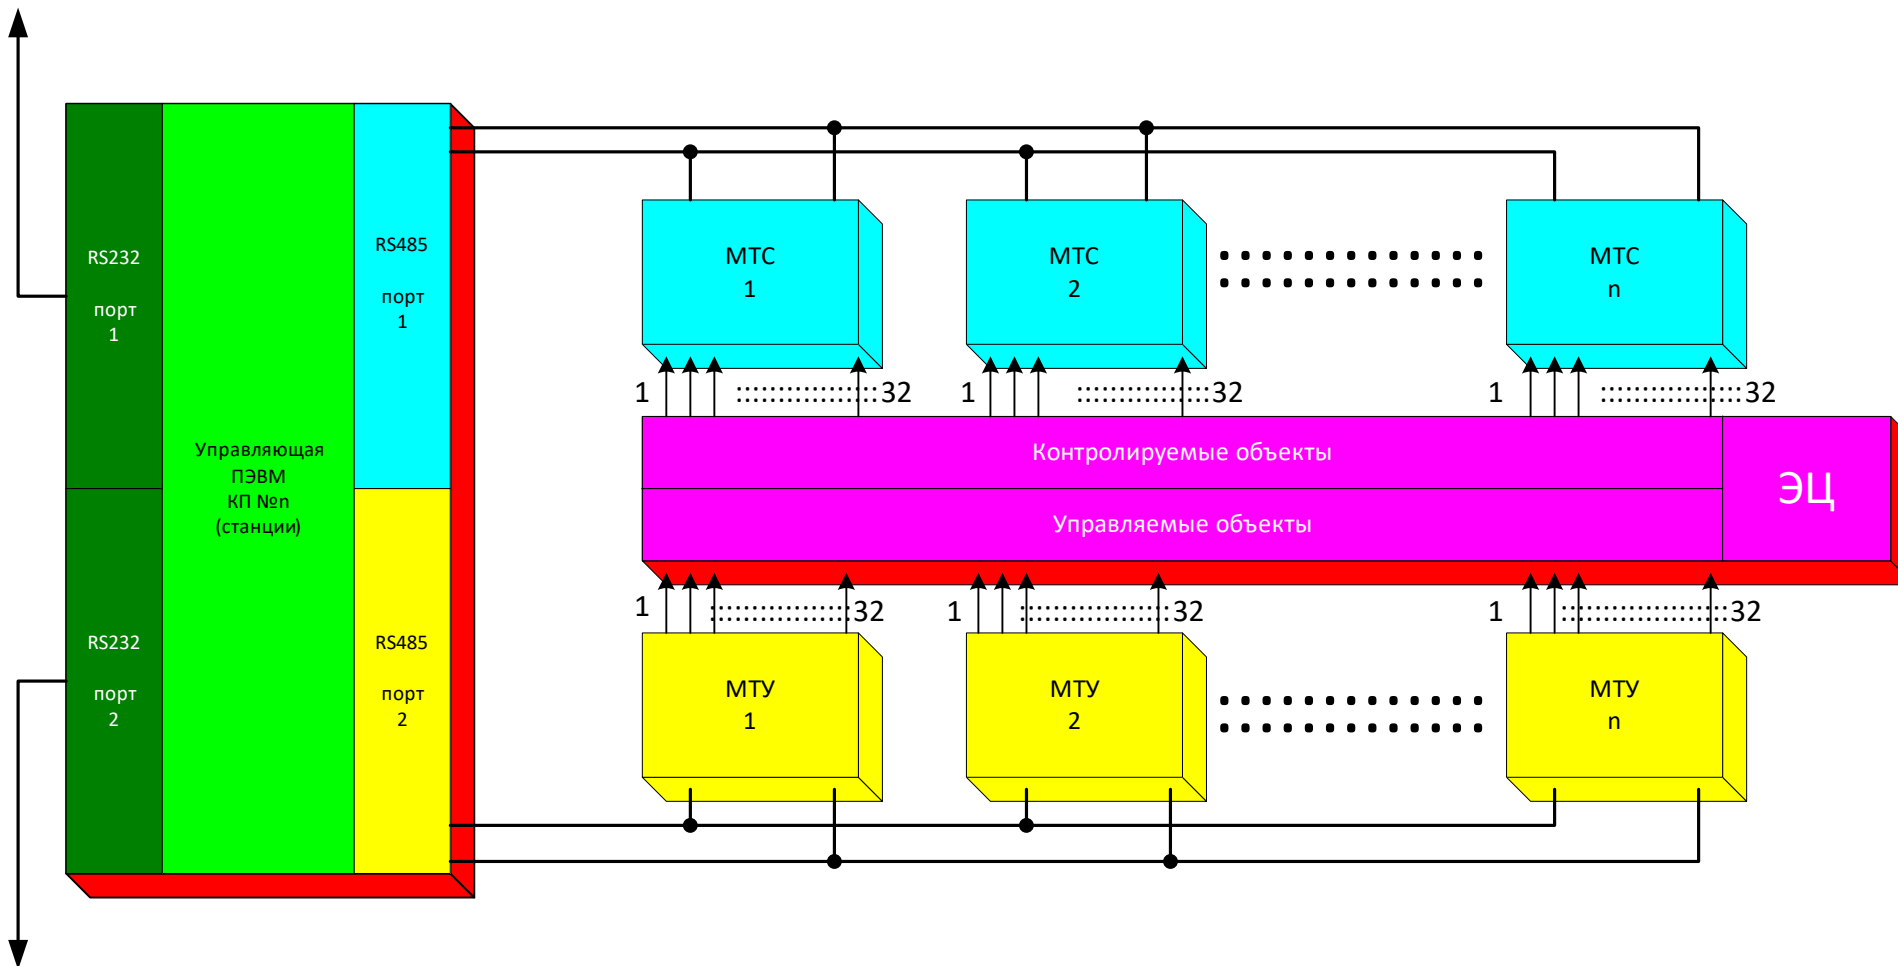 RS232
порт
1
RS232
порт
2
Управляющая
ПЭВМ
КП №n
(станции)
RS485
порт
1
RS485
порт
2
МТС
1
МТС
2
МТС
n
1
32
1
32
1
32
Контролируемые объекты
Управляемые объекты
ЭЦ
1
32
1
32
1
32
МТУ
1
МТУ
2
МТУ
n